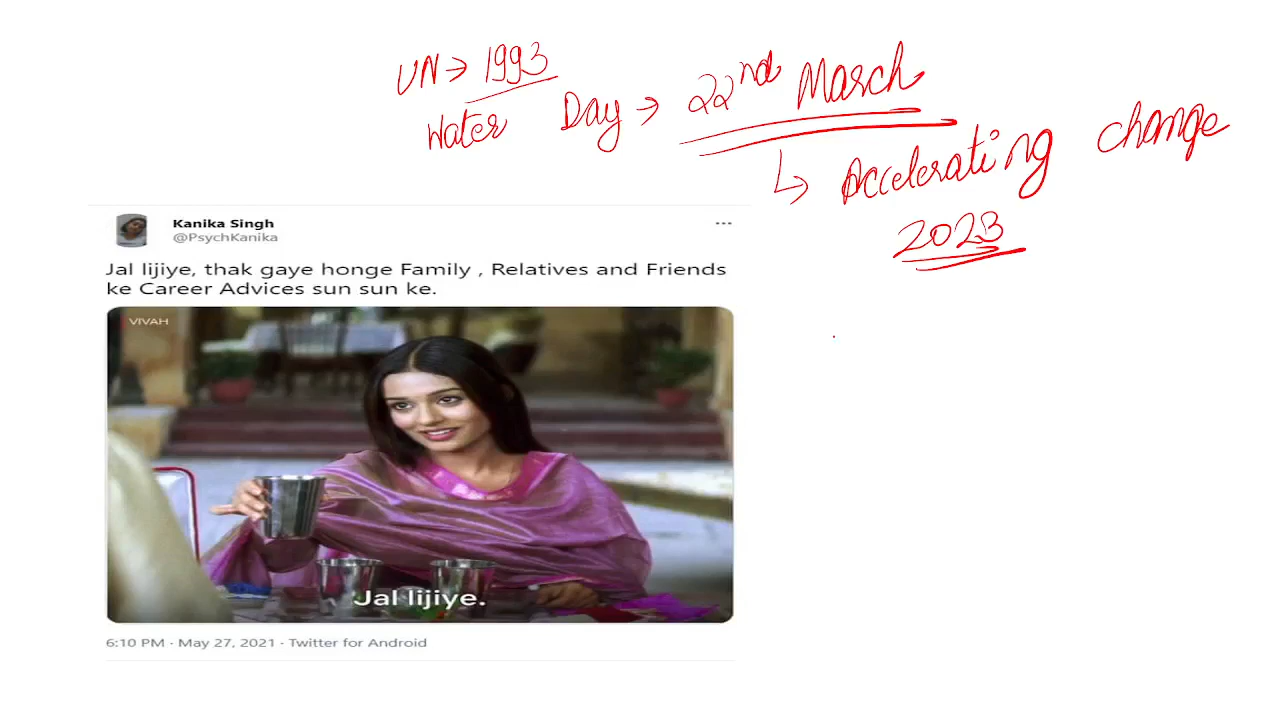 UN → 1993
Water Day → 22nd March
↳ Accelerating change
2023
Kanika Singh
@PsychKanika
Jal lijiye, thak gaye honge Family , Relatives and Friends
ke Career Advices sun sun ke.
VIVAH
Jal lijiye.
6:10 PM · May 27, 2021 · Twitter for Android